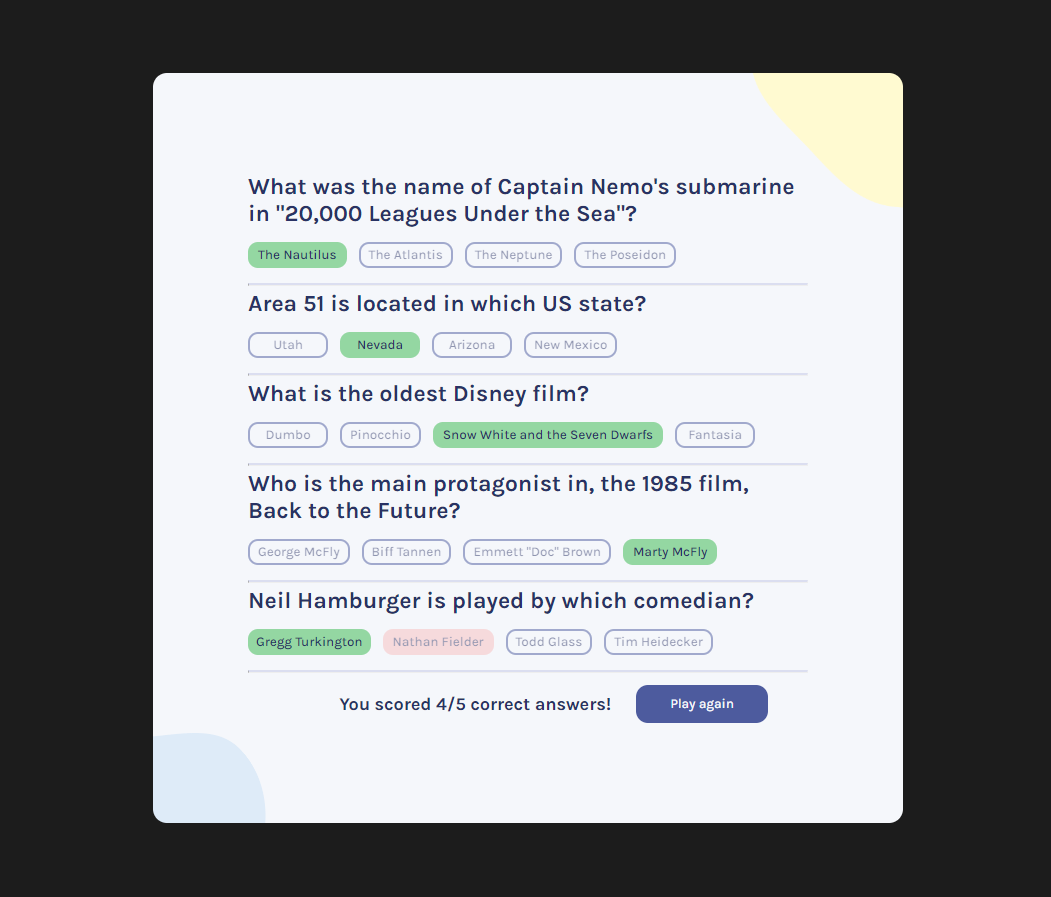 What was the name of Captain Nemo's submarine
in "20,000 Leagues Under the Sea"?
The Nautilus The Atlantis The Neptune The Poseidon
Area 51 is located in which US state?
Utah Nevada Arizona New Mexico
What is the oldest Disney film?
Dumbo Pinocchio Snow White and the Seven Dwarfs Fantasia
Who is the main protagonist in, the 1985 film,
Back to the Future?
George McFly Biff Tannen Emmett "Doc" Brown Marty McFly
Neil Hamburger is played by which comedian?
Gregg Turkington Nathan Fielder Todd Glass Tim Heidecker
You scored 4/5 correct answers! Play again